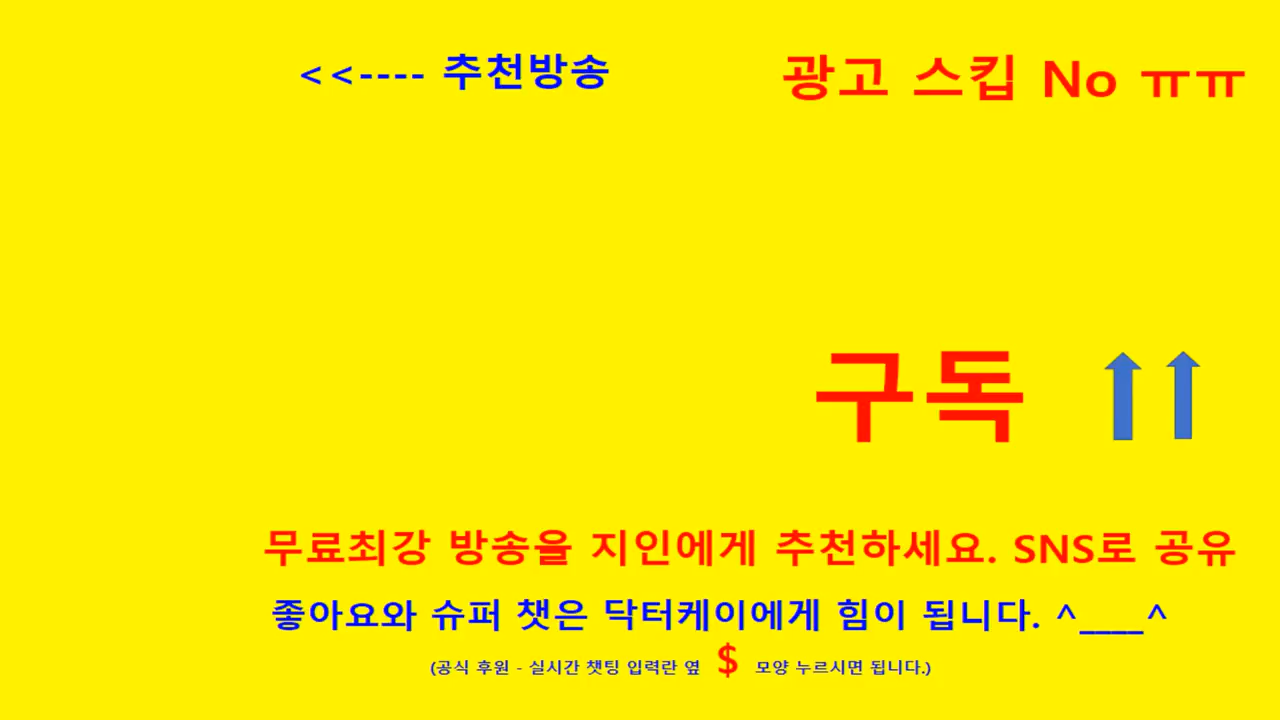 <<---- 추천방송
광고 스킵 No ㅠㅠ
구독
무료최강 방송을 지인에게 추천하세요. SNS로 공유
좋아요와 슈퍼 챗은 닥터케이에게 힘이 됩니다. ^____^
(공식 후원 - 실시간 챗팅 입력란 옆 $ 모양 누르시면 됩니다.)